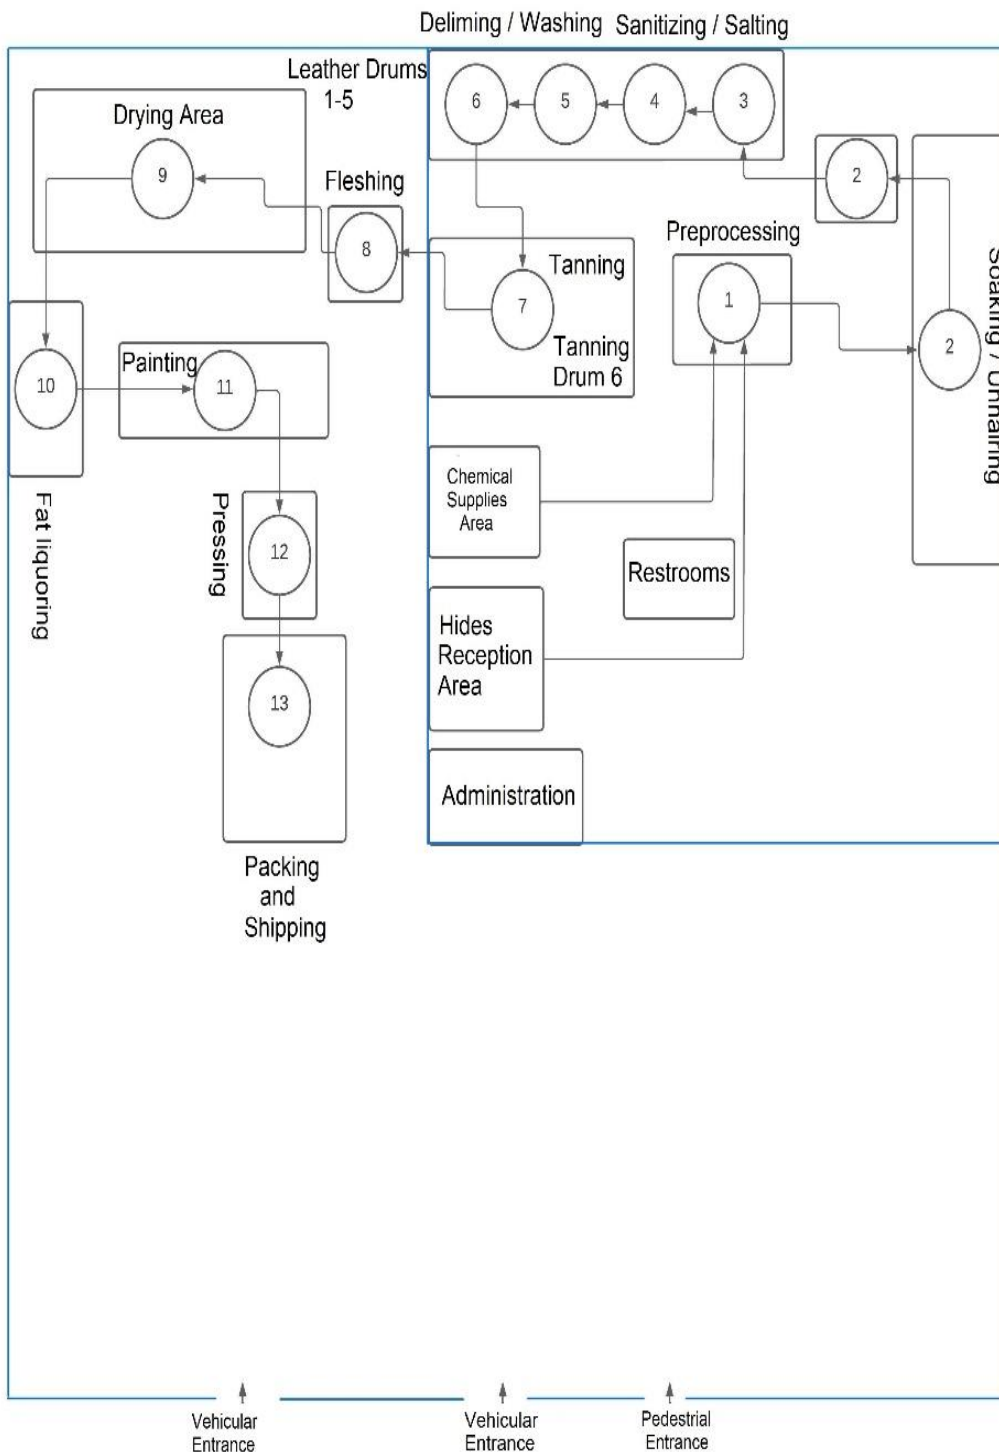 Deliming / Washing
Sanitizing / Salting
Leather Drums
1-5
6
5
4
3
Drying Area
9
Fleshing
8
2
Preprocessing
1
Soaking / Unhairing
2
Tanning
7
Tanning
Drum 6
10
Painting
11
Fat liquoring
Pressing
12
Chemical
Supplies
Area
Restrooms
Hides
Reception
Area
13
Administration
Packing
and
Shipping
Vehicular
Entrance
Vehicular
Entrance
Pedestrial
Entrance